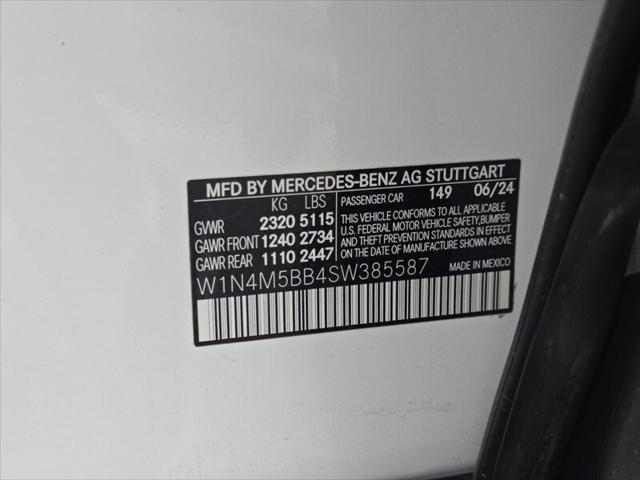 MFD BY MERCEDES-BENZ AG STUTTGART
KG LBS PASSENGER CAR 149 06/24
GVWR 2320 5115
GAWR FRONT 1240 2734
GAWR REAR 1110 2447
THIS VEHICLE CONFORMS TO ALL APPLICABLE
U.S. FEDERAL MOTOR VEHICLE SAFETY,BUMPER
AND THEFT PREVENTION STANDARDS IN EFFECT
ON THE DATE OF MANUFACTURE SHOWN ABOVE
W1N4M5BB4SW385587 MADE IN MEXICO